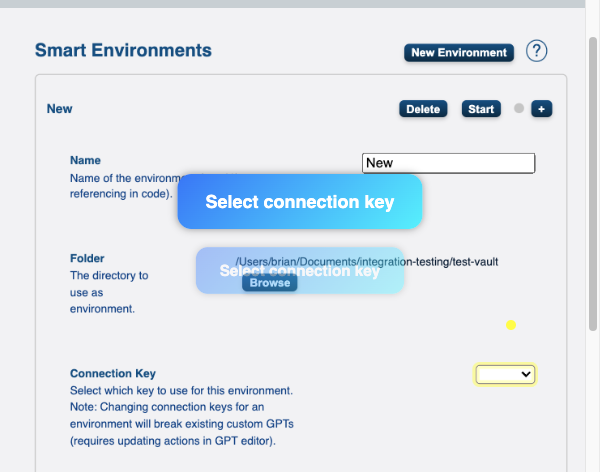 Smart Environments
New Environment
?
New
Delete
Start
+
Name
New
Name of the environm
referencing in code).
Select connection key
Folder
/Users/brian/Documents/integration-testing/test-vault
The directory to
use as
environment.
Select connection key
Browse
Connection Key
Select which key to use for this environment.
Note: Changing connection keys for an
environment will break existing custom GPTs
(requires updating actions in GPT editor).